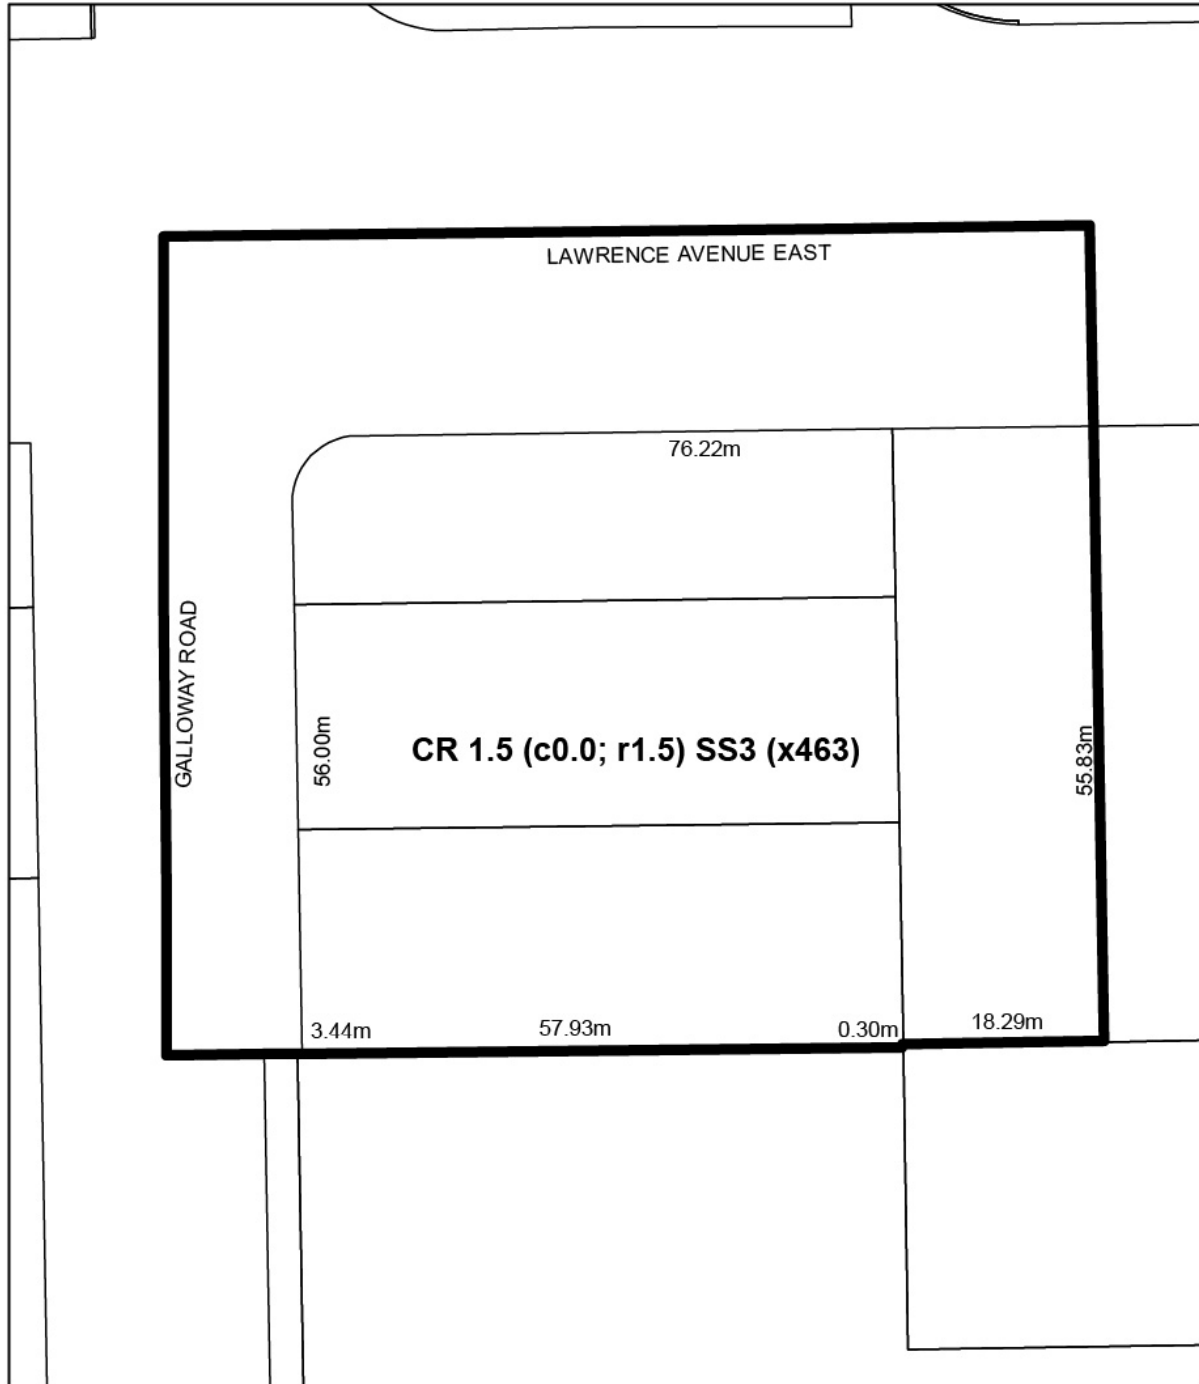 LAWRENCE AVENUE EAST
76.22m
GALLOWAY ROAD
56.00m
CR 1.5 (c0.0; r1.5) SS3 (x463)
55.83m
3.44m
57.93m
0.30m
18.29m